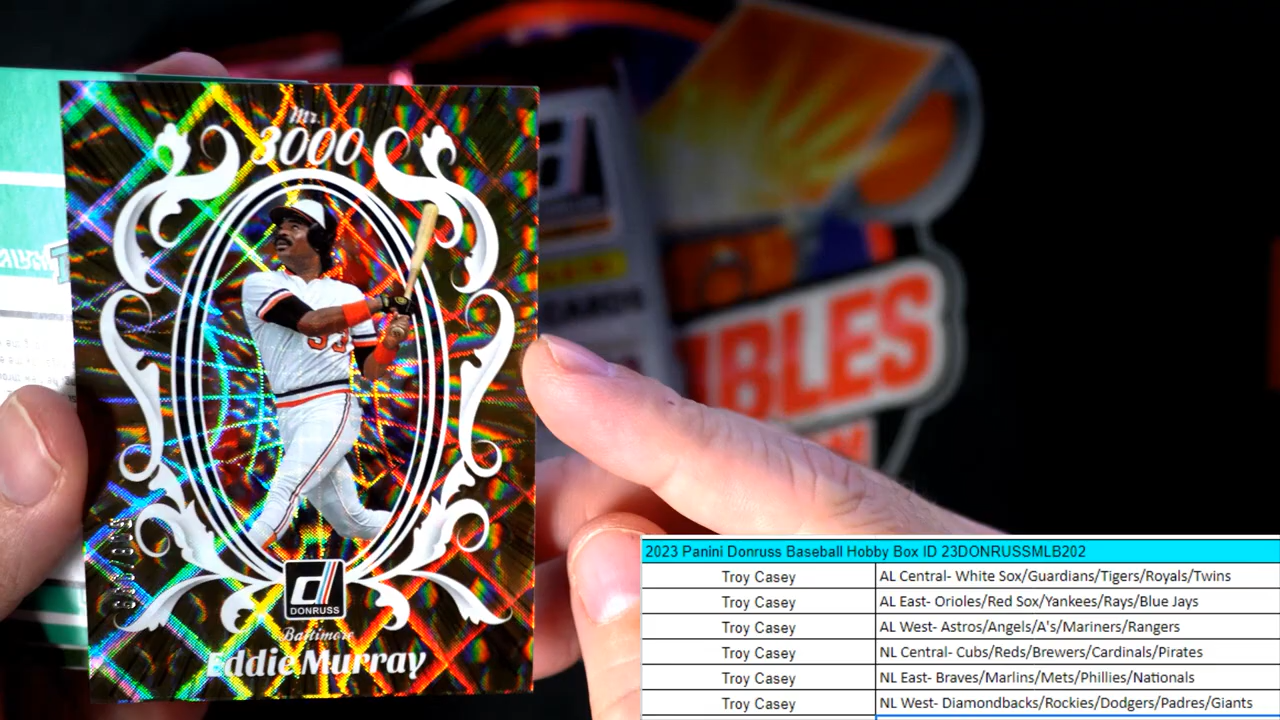 Mr.
3000
33
d
DONRUSS
Baltimore
Eddie Murray
BLES
2023 Panini Donruss Baseball Hobby Box ID 23DONRUSSMLB202
Troy Casey AL Central- White Sox/Guardians/Tigers/Royals/Twins
Troy Casey AL East- Orioles/Red Sox/Yankees/Rays/Blue Jays
Troy Casey AL West- Astros/Angels/A's/Mariners/Rangers
Troy Casey NL Central- Cubs/Reds/Brewers/Cardinals/Pirates
Troy Casey NL East- Braves/Marlins/Mets/Phillies/Nationals
Troy Casey NL West- Diamondbacks/Rockies/Dodgers/Padres/Giants